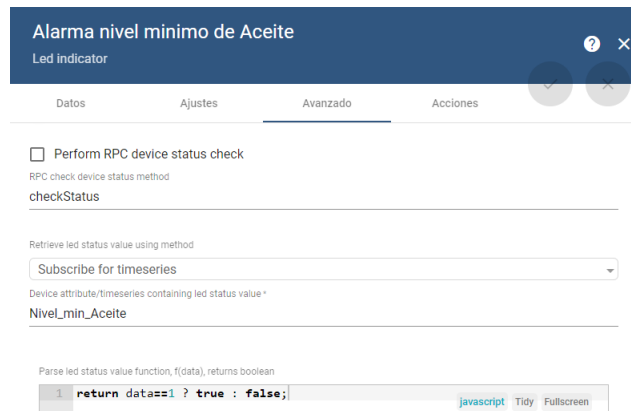 Alarma nivel minimo de Aceite
Led indicator
Datos Ajustes Avanzado Acciones
Perform RPC device status check
RPC check device status method
checkStatus
Retrieve led status value using method
Subscribe for timeseries
Device attribute/timeseries containing led status value *
Nivel_min_Aceite
Parse led status value function, f(data), returns boolean
1 return data==1 ? true : false;
javascript Tidy Fullscreen